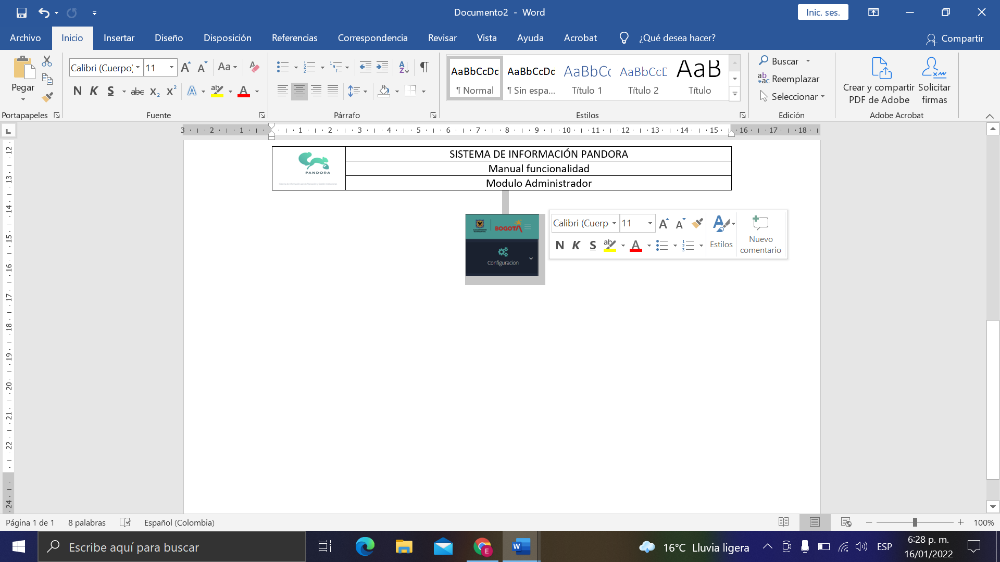 Documento2 - Word
Inic. ses.
Archivo
Inicio
Insertar
Diseño
Disposición
Referencias
Correspondencia
Revisar
Vista
Ayuda
Acrobat
¿Qué desea hacer?
Compartir
Pegar
Portapapeles
Calibri (Cuerpo)
11
Aa
N K S abc X₂ X²
Fuente
Párrafo
AaBbCcDc
¶ Normal
AaBbCcDc
¶ Sin espa...
AaBbCc
Título 1
AaBbCcD
Título 2
AaB
Título
Estilos
Buscar
Reemplazar
Seleccionar
Edición
Crear y compartir
PDF de Adobe
Solicitar
firmas
Adobe Acrobat
3 2 1 1 2 3 4 5 6 7 8 9 10 11 12 13 14 15 16 17 18
12
13
14
15
16
17
18
19
20
21
22
24
PANDORA
SISTEMA DE INFORMACIÓN PANDORA
Manual funcionalidad
Modulo Administrador
BOGOTA
Configuracion
Calibri (Cuerp
11
N K S
Estilos
Nuevo
comentario
Página 1 de 1
8 palabras
Español (Colombia)
100%
Escribe aquí para buscar
E
W
16°C Lluvia ligera
ESP
6:28 p. m.
16/01/2022